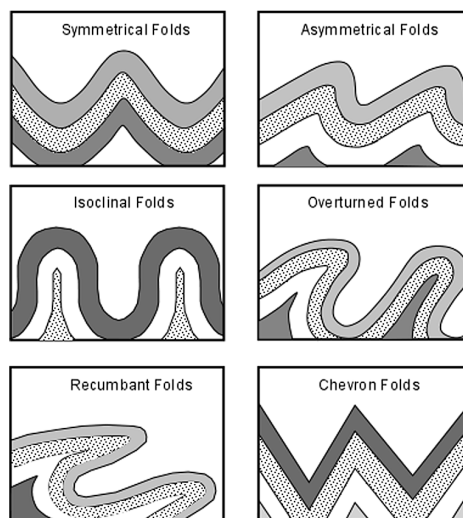 Symmetrical Folds
Asymmetrical Folds
Isoclinal Folds
Overturned Folds
Recumbant Folds
Chevron Folds